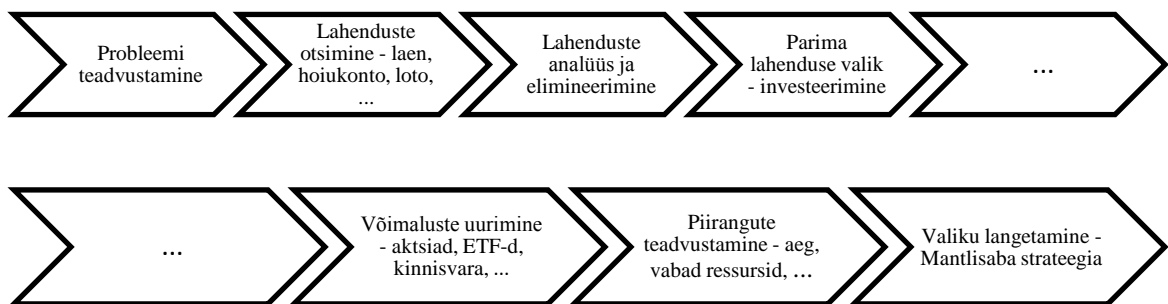 Probleemi
teadvustamine
Lahenduste
otsimine - laen,
hoiukonto, loto,
...
Lahenduste
analüüs ja
elimineerimine
Parima
lahenduse valik
- investeerimine
...
...
Võimaluste uurimine
- aktsiad, ETF-d,
kinnisvara, ...
Piirangute
teadvustamine - aeg,
vabad ressursid, ...
Valiku langetamine -
Mantlisaba strateegia